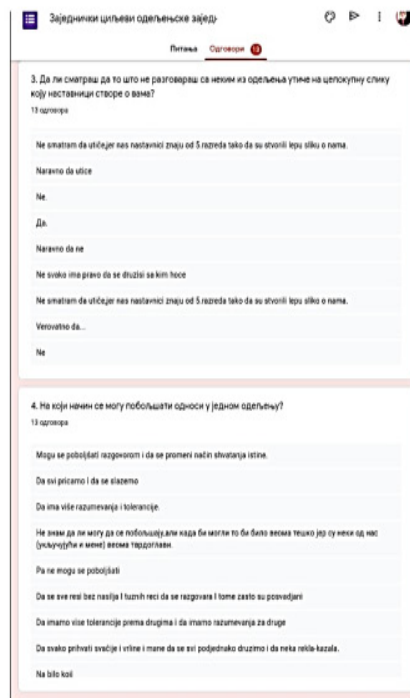 Заједнички циљеви одељењске заједн
Питања Одговори 13
3. Да ли сматраш да то што не разговараш са неким из одељења утиче на целокупну слику
коју наставници створе о вама?
13 одговора
Ne smatram da utiče,jer nas nastavnici znaju od 5.razreda tako da su stvorili lepu sliku o nama.
Naravno da utice
Ne.
Да.
Naravno da ne
Ne svako ima pravo da se druzisi sa kim hoce
Ne smatram da utiče,jer nas nastavnici znaju od 5.razreda tako da su stvorili lepu sliku o nama.
Verovatno da...
Ne
4. На који начин се могу побољшати односи у једном одељењу?
13 одговора
Mogu se poboljšati razgovorom i da se promeni način shvatanja istine.
Da svi pricamo i da se slazemo
Da ima više razumevanja i tolerancije.
Не знам да ли могу да се побољшају,али када би могли то би било веома тешко јер су неки од нас
(укључујући и мене) веома тврдоглави.
Pa ne mogu se poboljšati
Da se sve resi bez nasilja I tuznih reci da se razgovara I tome zasto su posvadjani
Da imamo vise tolerancije prema drugima i da imamo razumevanja za druge
Da svako prihvati svačije i vrline i mane da se svi podjednako druzimo i da neka rekla-kazala.
Na bilo koji